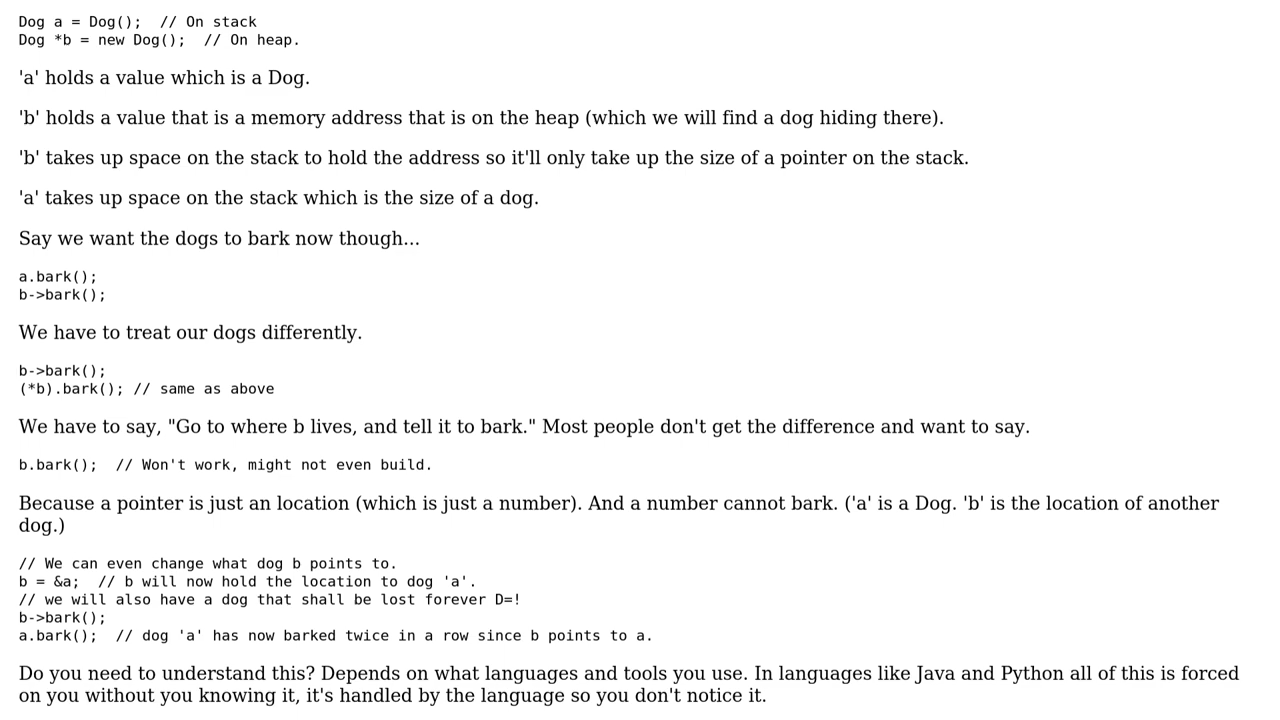 Dog a = Dog();  // On stack
Dog *b = new Dog();  // On heap.
'a' holds a value which is a Dog.
'b' holds a value that is a memory address that is on the heap (which we will find a dog hiding there).
'b' takes up space on the stack to hold the address so it'll only take up the size of a pointer on the stack.
'a' takes up space on the stack which is the size of a dog.
Say we want the dogs to bark now though...
a.bark();
b->bark();
We have to treat our dogs differently.
b->bark();
(*b).bark(); // same as above
We have to say, "Go to where b lives, and tell it to bark." Most people don't get the difference and want to say.
b.bark();  // Won't work, might not even build.
Because a pointer is just an location (which is just a number). And a number cannot bark. ('a' is a Dog. 'b' is the location of another
dog.)
// We can even change what dog b points to.
b = &a;  // b will now hold the location to dog 'a'.
// we will also have a dog that shall be lost forever D=!
b->bark();
a.bark();  // dog 'a' has now barked twice in a row since b points to a.
Do you need to understand this? Depends on what languages and tools you use. In languages like Java and Python all of this is forced
on you without you knowing it, it's handled by the language so you don't notice it.